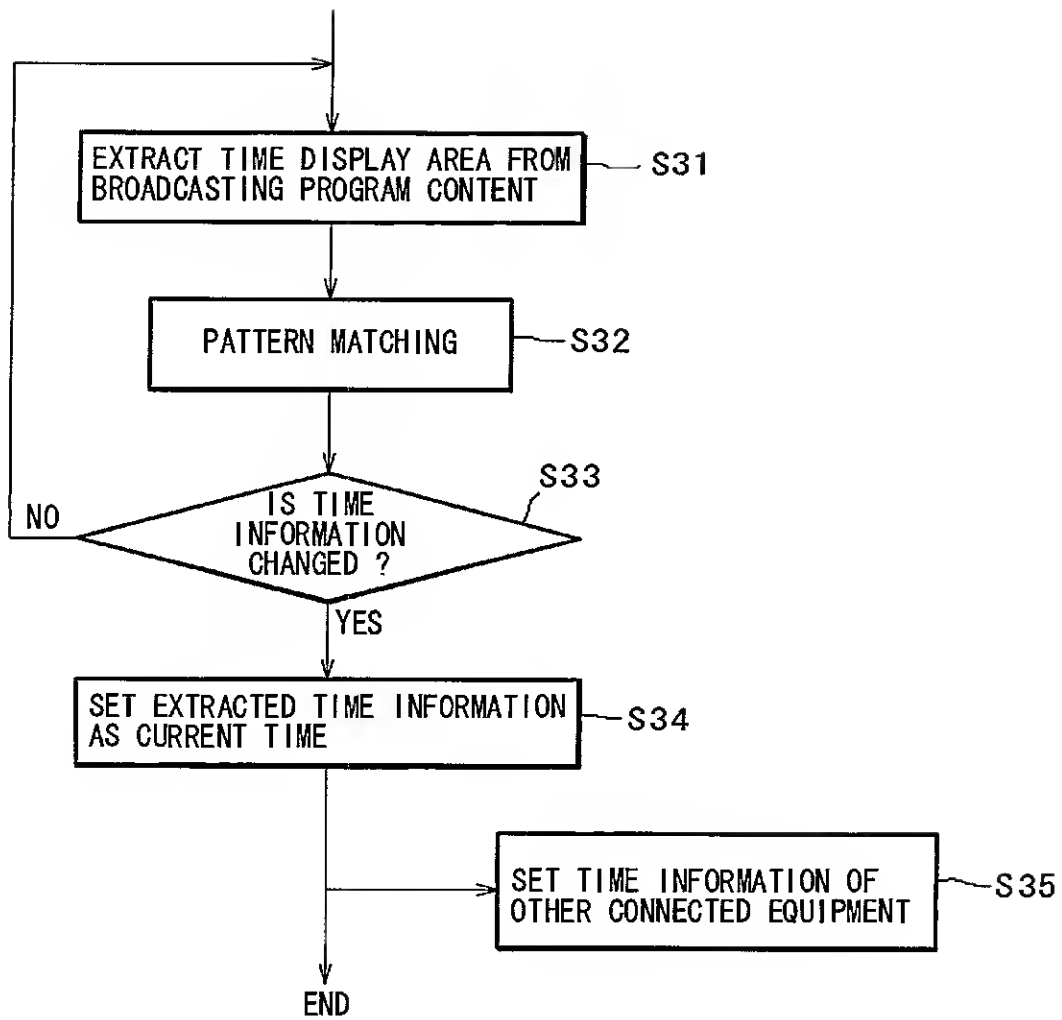 EXTRACT TIME DISPLAY AREA FROM
BROADCASTING PROGRAM CONTENT
S31
PATTERN MATCHING
S32
S33
IS TIME
INFORMATION
CHANGED ?
NO
YES
SET EXTRACTED TIME INFORMATION
AS CURRENT TIME
S34
SET TIME INFORMATION OF
OTHER CONNECTED EQUIPMENT
S35
END